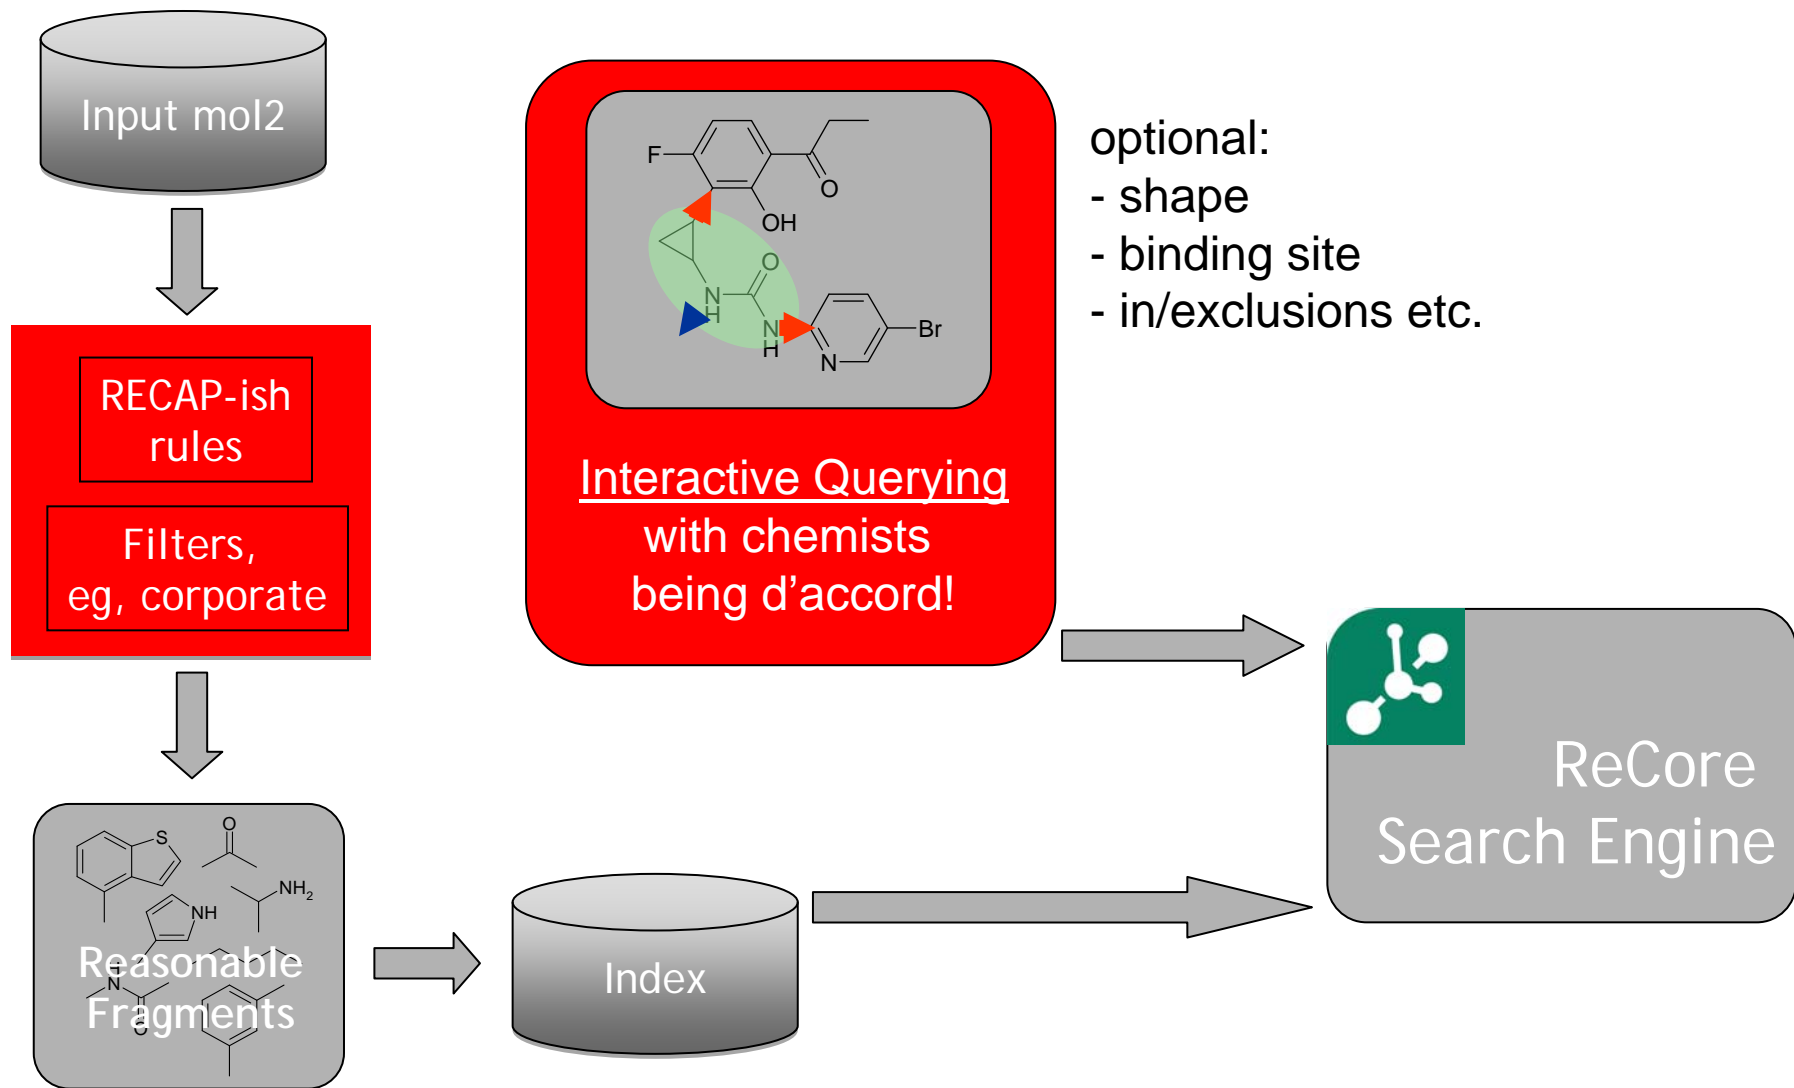 Input mol2
RECAP-ish
rules
Filters,
eg, corporate
S
O
NH2
NH
N
O
Reasonable
Fragments
Index
F
O
OH
O
N
H
N
H
N
Br
Interactive Querying
with chemists
being d'accord!
optional:
- shape
- binding site
- in/exclusions etc.
ReCore
Search Engine